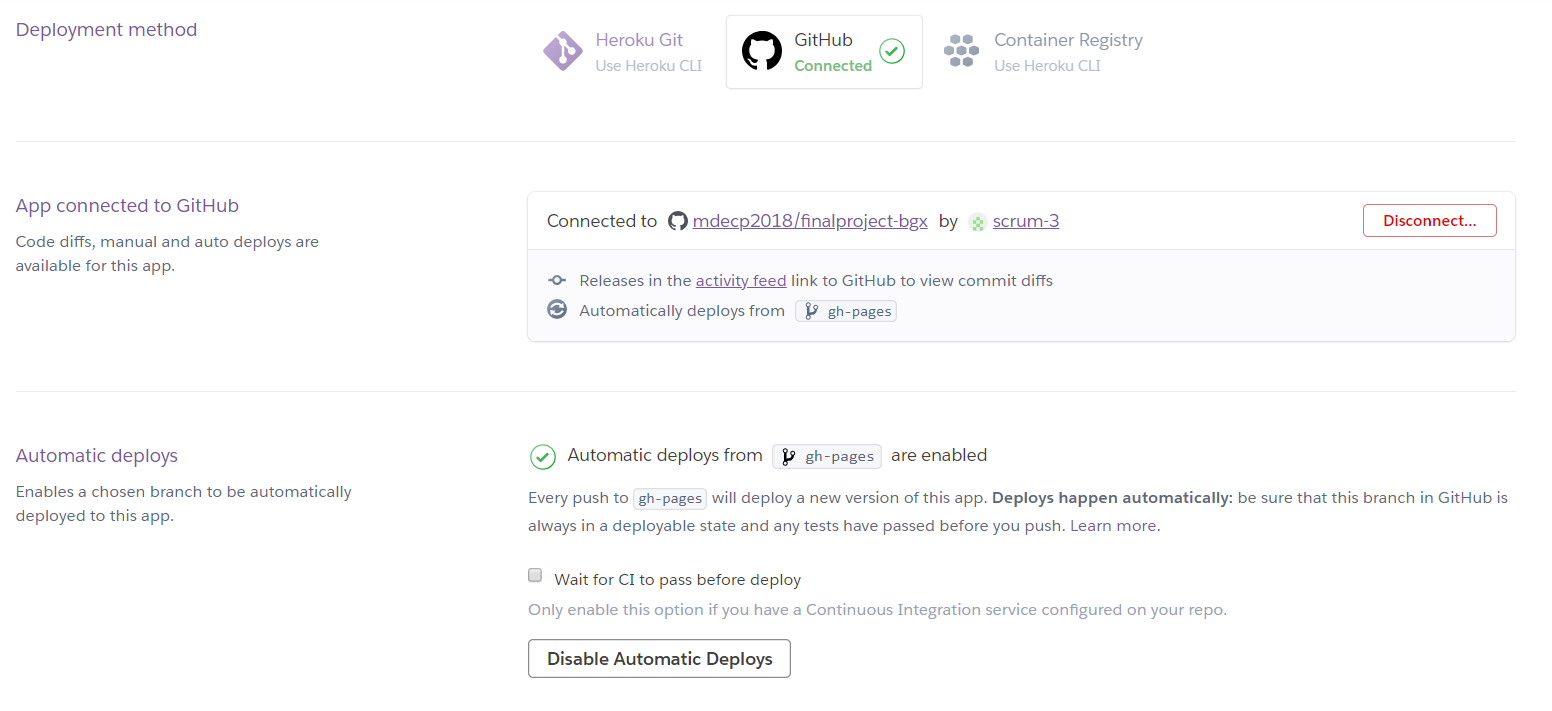 Deployment method
Heroku Git
Use Heroku CLI
GitHub
Connected
Container Registry
Use Heroku CLI
App connected to GitHub
Code diffs, manual and auto deploys are
available for this app.
Connected to mdecp2018/finalproject-bgx by scrum-3
Disconnect...
Releases in the activity feed link to GitHub to view commit diffs
Automatically deploys from gh-pages
Automatic deploys
Enables a chosen branch to be automatically
deployed to this app.
Automatic deploys from gh-pages are enabled
Every push to gh-pages will deploy a new version of this app. Deploys happen automatically: be sure that this branch in GitHub is
always in a deployable state and any tests have passed before you push. Learn more.
Wait for CI to pass before deploy
Only enable this option if you have a Continuous Integration service configured on your repo.
Disable Automatic Deploys